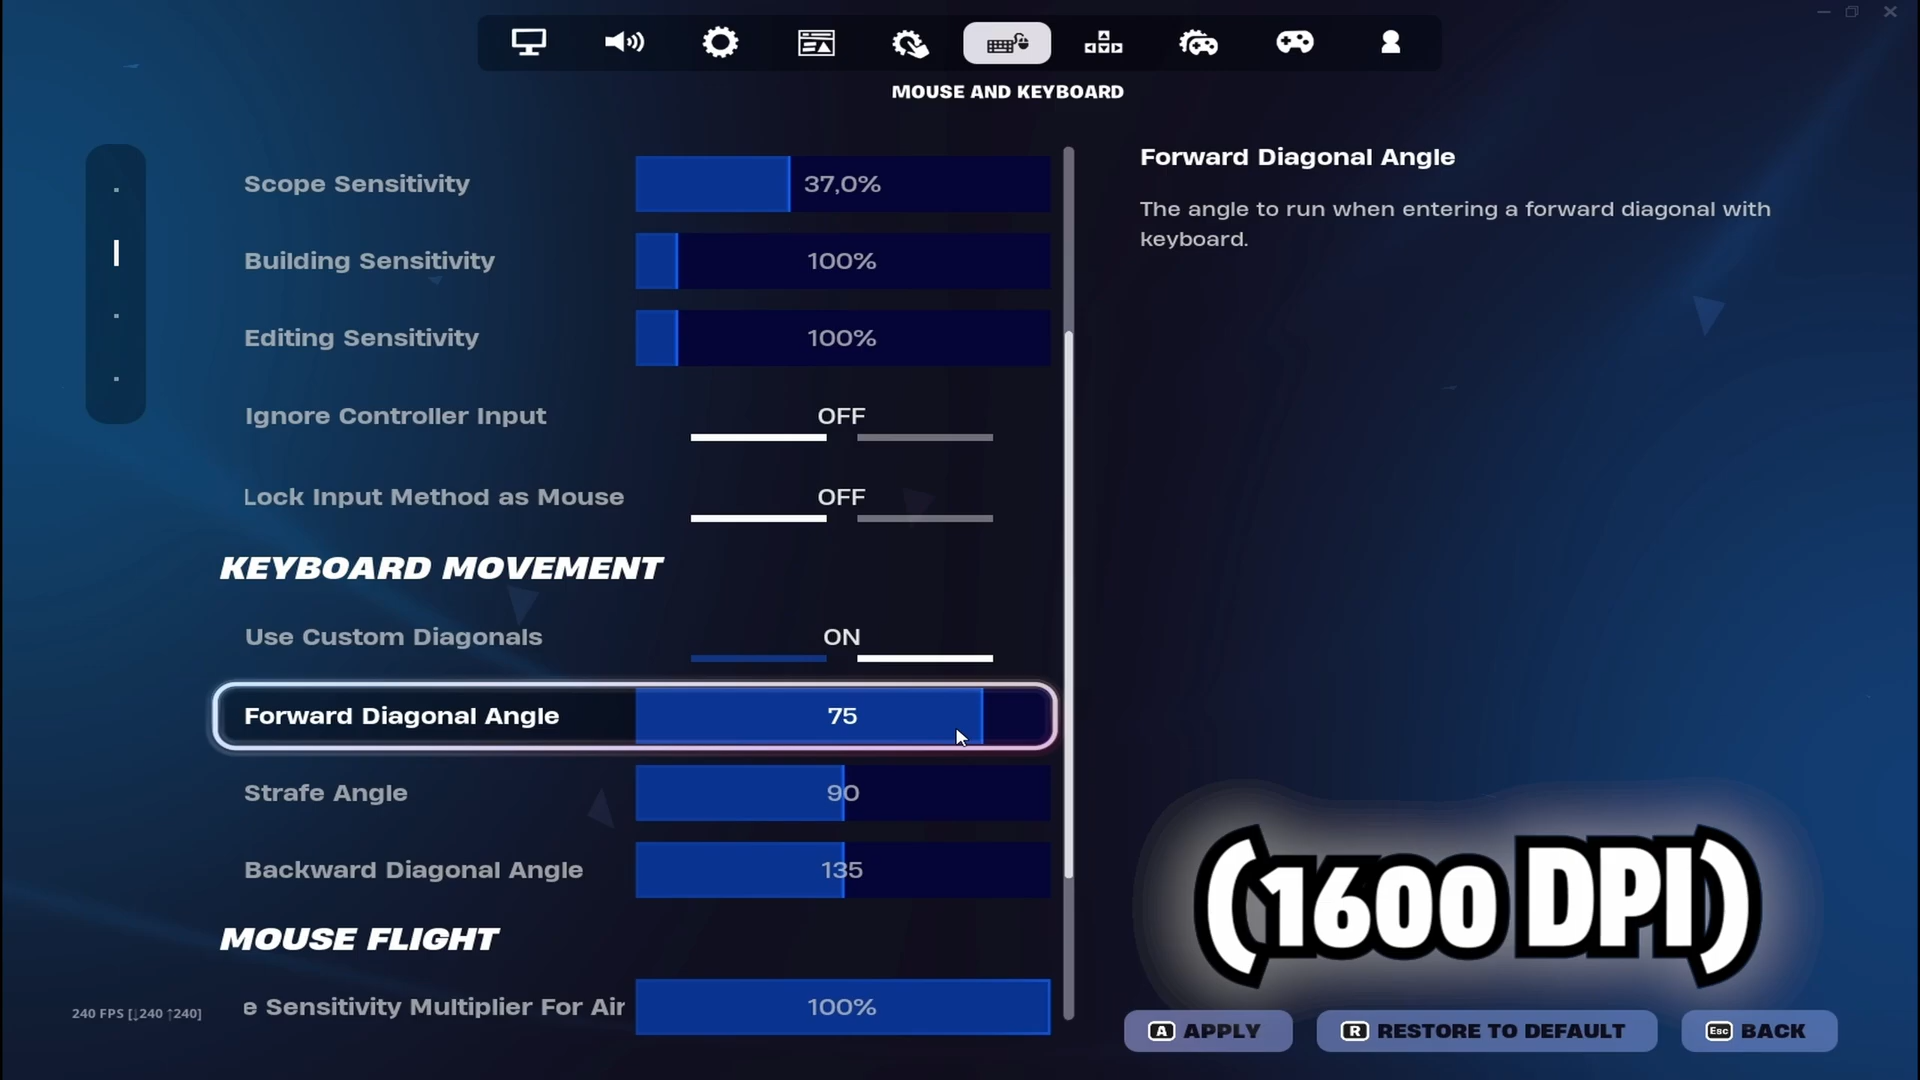 MOUSE AND KEYBOARD
Scope Sensitivity 37,0%
Building Sensitivity 100%
Editing Sensitivity 100%
Ignore Controller Input OFF
Lock Input Method as Mouse OFF
KEYBOARD MOVEMENT
Use Custom Diagonals ON
Forward Diagonal Angle 75
Strafe Angle 90
Backward Diagonal Angle 135
MOUSE FLIGHT
e Sensitivity Multiplier For Air 100%
240 FPS [↓240 ↑240]
Forward Diagonal Angle
The angle to run when entering a forward diagonal with
keyboard.
(1600 DPI)
A APPLY
R RESTORE TO DEFAULT
Esc BACK